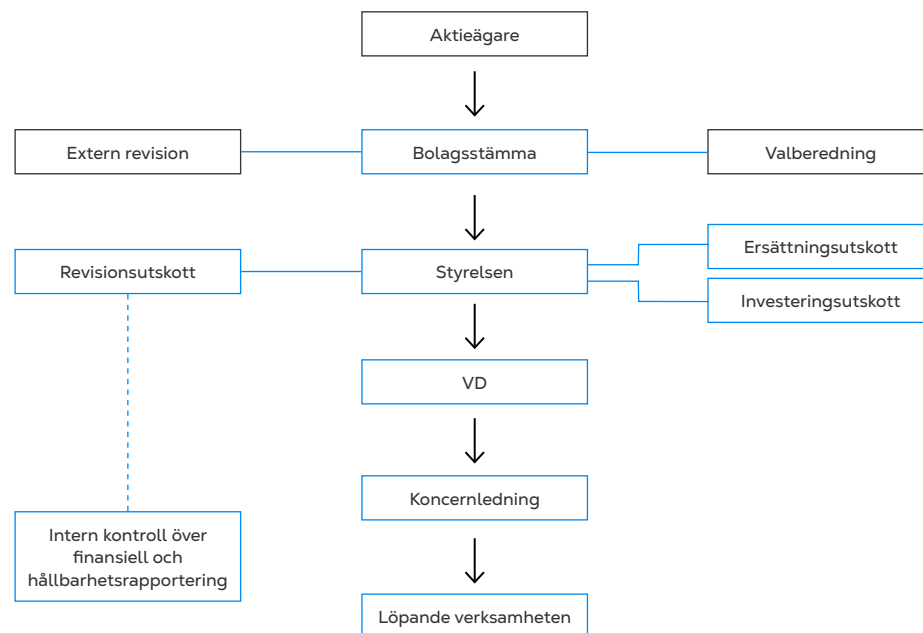 Aktieägare
Extern revision
Bolagsstämma
Valberedning
Revisionsutskott
Styrelsen
Ersättningsutskott
Investeringsutskott
VD
Koncernledning
Intern kontroll över
finansiell och
hållbarhetsrapportering
Löpande verksamheten